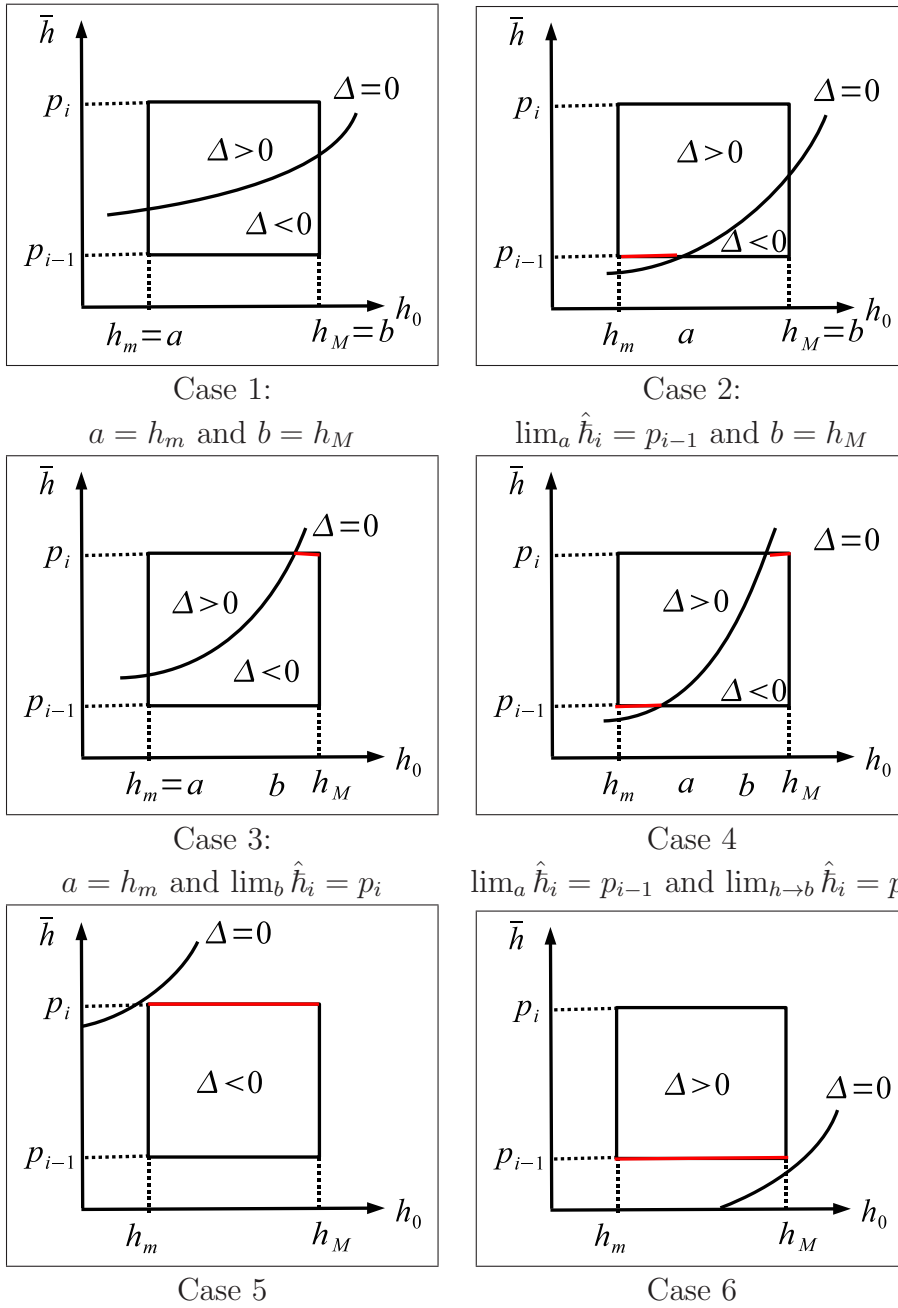 h̄
p_i
Δ=0
Δ>0
Δ<0
p_{i−1}
h_0
h_m=a
h_M=b
Case 1:
a = h_m and b = h_M
h̄
p_i
Δ=0
Δ>0
Δ<0
p_{i−1}
h_0
h_m
a
h_M=b
Case 2:
lim_a ĥ̵_i = p_{i−1} and b = h_M
h̄
Δ=0
p_i
Δ>0
Δ<0
p_{i−1}
h_0
h_m=a
b
h_M
Case 3:
a = h_m and lim_b ĥ̵_i = p_i
h̄
Δ=0
p_i
Δ>0
Δ<0
p_{i−1}
h_0
h_m
a
b
h_M
Case 4
lim_a ĥ̵_i = p_{i−1} and lim_{h→b} ĥ̵_i = p
h̄
Δ=0
p_i
Δ<0
p_{i−1}
h_0
h_m
h_M
Case 5
h̄
p_i
Δ>0
Δ=0
p_{i−1}
h_0
h_m
h_M
Case 6